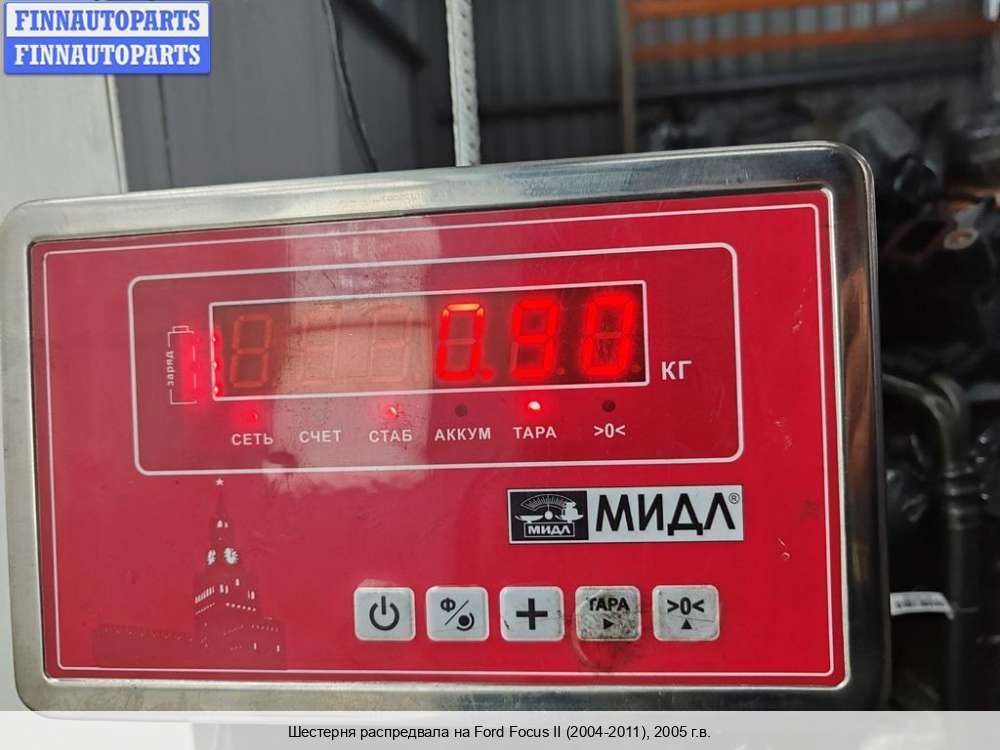 FINNAUTOPARTS
FINNAUTOPARTS
заряд
0.90
КГ
СЕТЬ СЧЕТ СТАБ АККУМ ТАРА >0<
МИДЛ
МИДЛ®
Ф/
ТАРА
>0<
Шестерня распредвала на Ford Focus II (2004-2011), 2005 г.в.